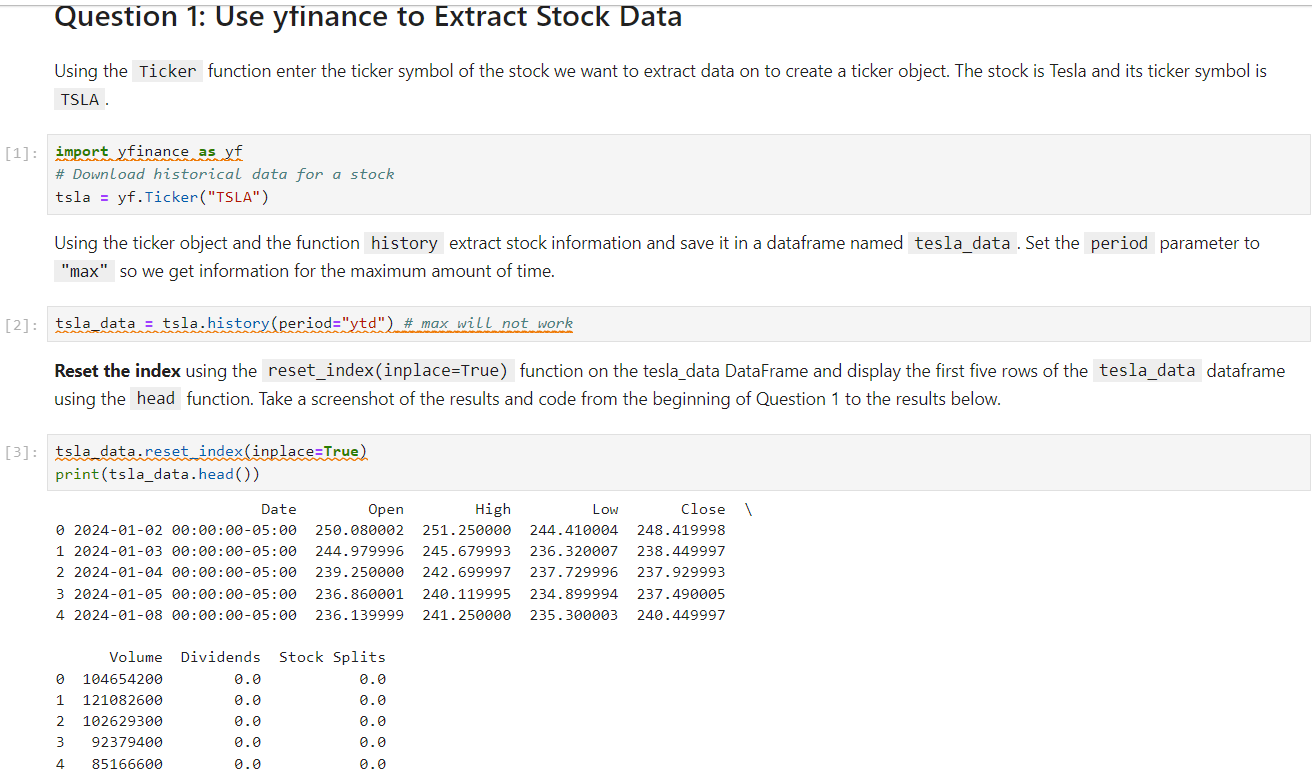 Question 1: Use yfinance to Extract Stock Data
Using the Ticker function enter the ticker symbol of the stock we want to extract data on to create a ticker object. The stock is Tesla and its ticker symbol is
TSLA .
[1]: import yfinance as yf
# Download historical data for a stock
tsla = yf.Ticker("TSLA")
Using the ticker object and the function history extract stock information and save it in a dataframe named tesla_data . Set the period parameter to
"max" so we get information for the maximum amount of time.
[2]: tsla_data = tsla.history(period="ytd") # max will not work
Reset the index using the reset_index(inplace=True) function on the tesla_data DataFrame and display the first five rows of the tesla_data dataframe
using the head function. Take a screenshot of the results and code from the beginning of Question 1 to the results below.
[3]: tsla_data.reset_index(inplace=True)
print(tsla_data.head())
Date Open High Low Close \
0 2024-01-02 00:00:00-05:00 250.080002 251.250000 244.410004 248.419998
1 2024-01-03 00:00:00-05:00 244.979996 245.679993 236.320007 238.449997
2 2024-01-04 00:00:00-05:00 239.250000 242.699997 237.729996 237.929993
3 2024-01-05 00:00:00-05:00 236.860001 240.119995 234.899994 237.490005
4 2024-01-08 00:00:00-05:00 236.139999 241.250000 235.300003 240.449997
Volume Dividends Stock Splits
0 104654200 0.0 0.0
1 121082600 0.0 0.0
2 102629300 0.0 0.0
3 92379400 0.0 0.0
4 85166600 0.0 0.0